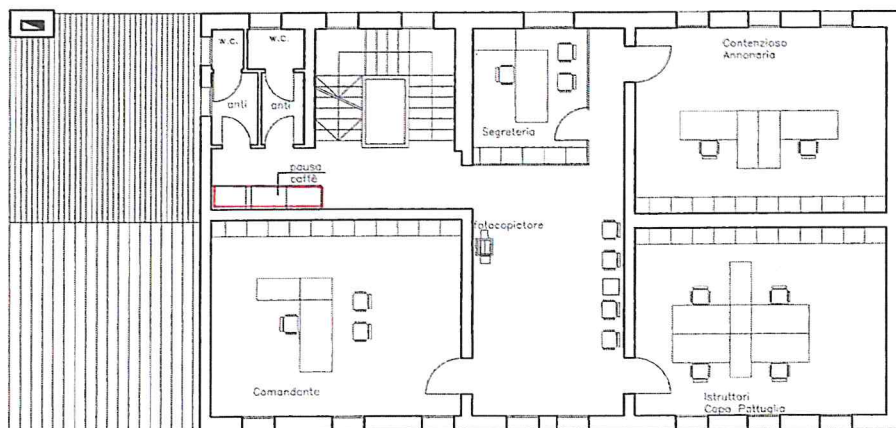 w.c.
w.c.
anti
anti
pausa
caffè
Segreteria
Contenzioso
Annonaria
fotocopiatore
Comandante
Istruttori
Capo Pattuglia